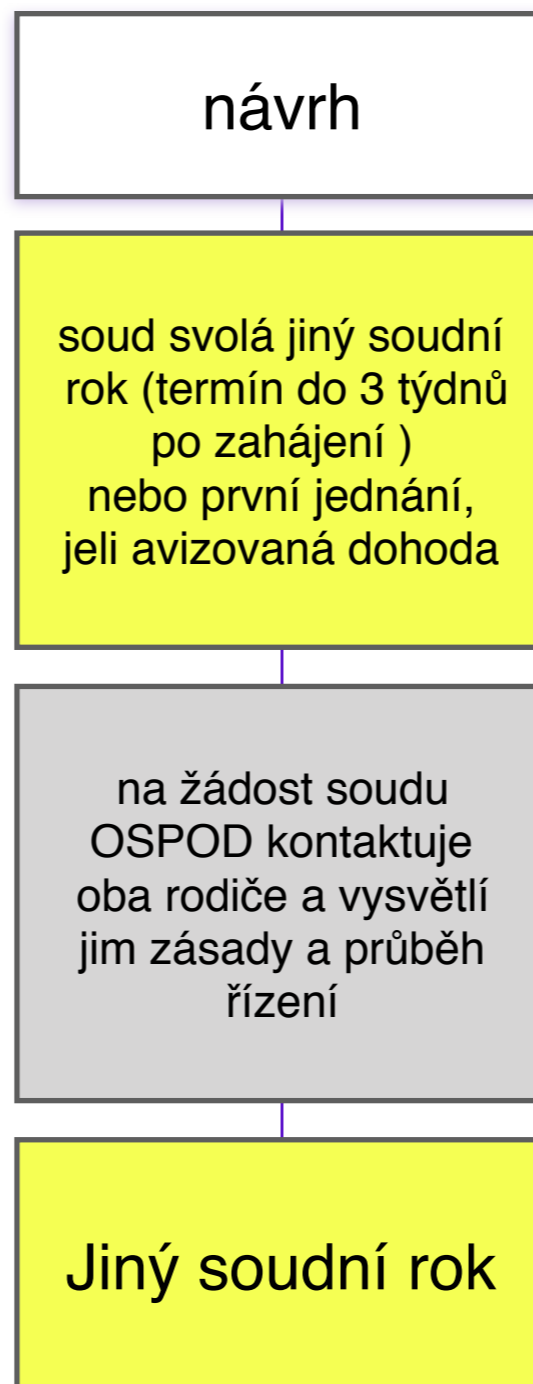 návrh
soud svolá jiný soudní
rok (termín do 3 týdnů
po zahájení )
nebo první jednání,
jeli avizovaná dohoda
na žádost soudu
OSPOD kontaktuje
oba rodiče a vysvětlí
jim zásady a průběh
řízení
Jiný soudní rok